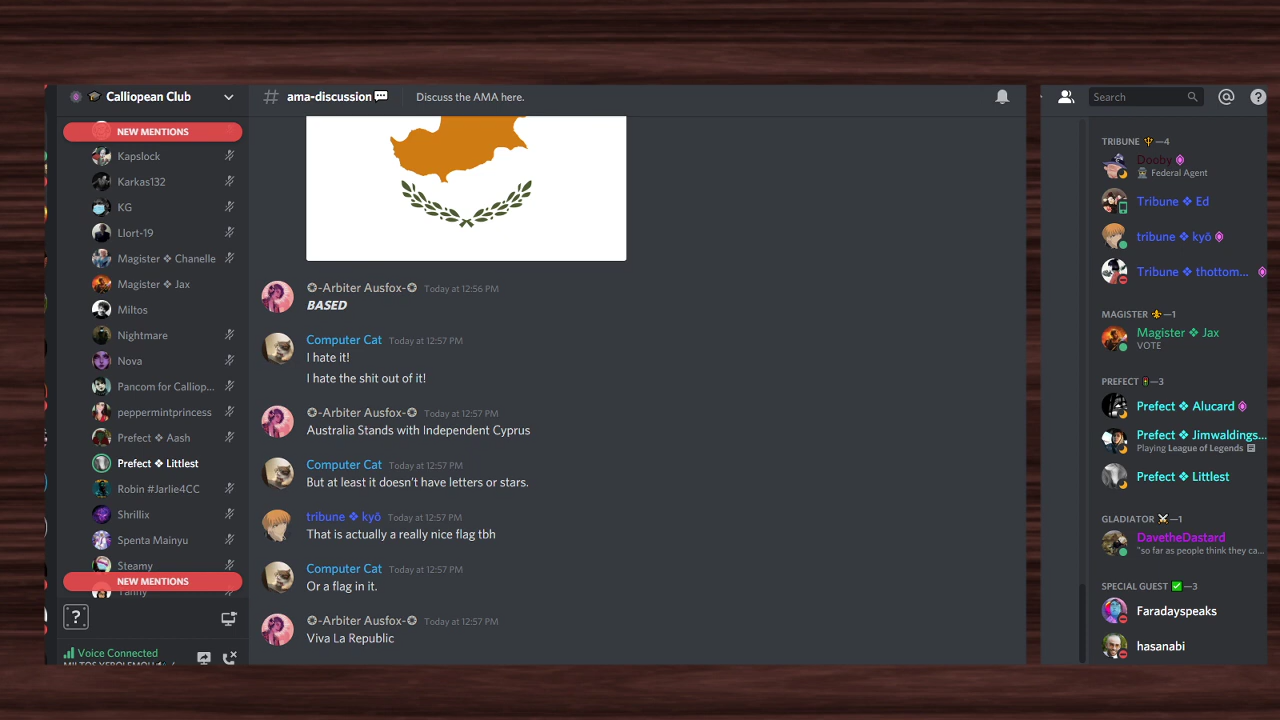 Calliopean Club
NEW MENTIONS
Kapslock
Karkas132
KG
Llort-19
Magister ❖ Chanelle
Magister ❖ Jax
Miltos
Nightmare
Nova
Pancom for Calliop...
peppermintprincess
Prefect ❖ Aash
Prefect ❖ Littlest
Robin #Jarlie4CC
Shrillix
Spenta Mainyu
Steamy
NEW MENTIONS
?
Voice Connected
# ama-discussion
Discuss the AMA here.
✪-Arbiter Ausfox-✪ Today at 12:56 PM
BASED
Computer Cat Today at 12:57 PM
I hate it!
I hate the shit out of it!
✪-Arbiter Ausfox-✪ Today at 12:57 PM
Australia Stands with Independent Cyprus
Computer Cat Today at 12:57 PM
But at least it doesn't have letters or stars.
tribune ❖ kyō Today at 12:57 PM
That is actually a really nice flag tbh
Computer Cat Today at 12:57 PM
Or a flag in it.
✪-Arbiter Ausfox-✪ Today at 12:57 PM
Viva La Republic
Search
@
?
TRIBUNE 🔱—4
Dooby
Federal Agent
Tribune ❖ Ed
tribune ❖ kyō
Tribune ❖ thottom...
MAGISTER ⚜—1
Magister ❖ Jax
VOTE
PREFECT —3
Prefect ❖ Alucard
Prefect ❖ Jimwaldings...
Playing League of Legends
Prefect ❖ Littlest
GLADIATOR ⚔—1
DavetheDastard
"so far as people think they ca...
SPECIAL GUEST ✅—3
Faradayspeaks
hasanabi